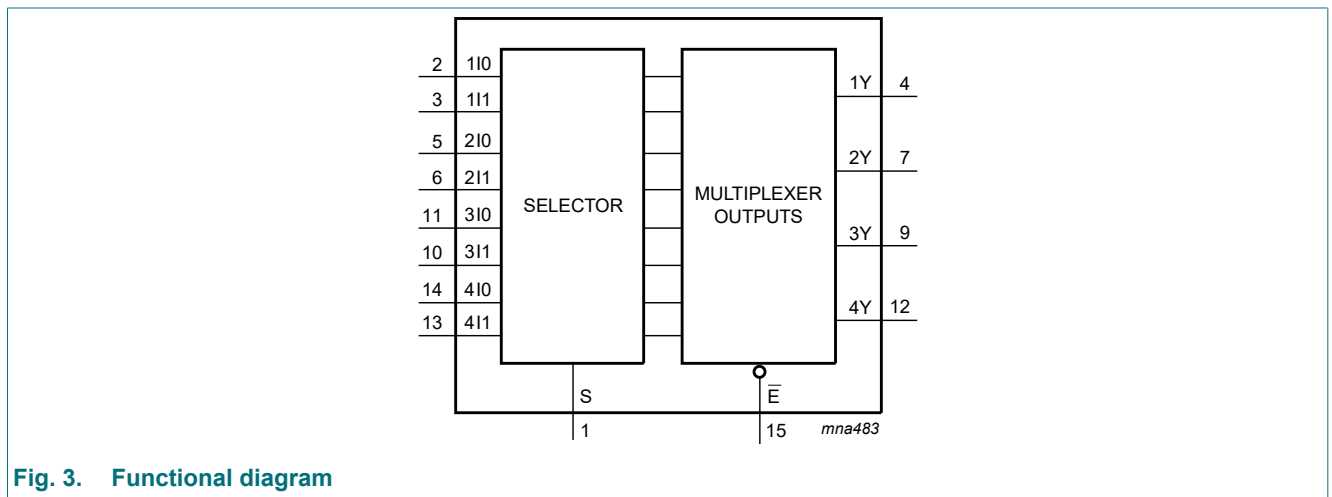 2 1I0
3 1I1
5 2I0
6 2I1
11 3I0
10 3I1
14 4I0
13 4I1
SELECTOR
MULTIPLEXER
OUTPUTS
1Y 4
2Y 7
3Y 9
4Y 12
S
E̅
1
15
mna483
Fig. 3. Functional diagram